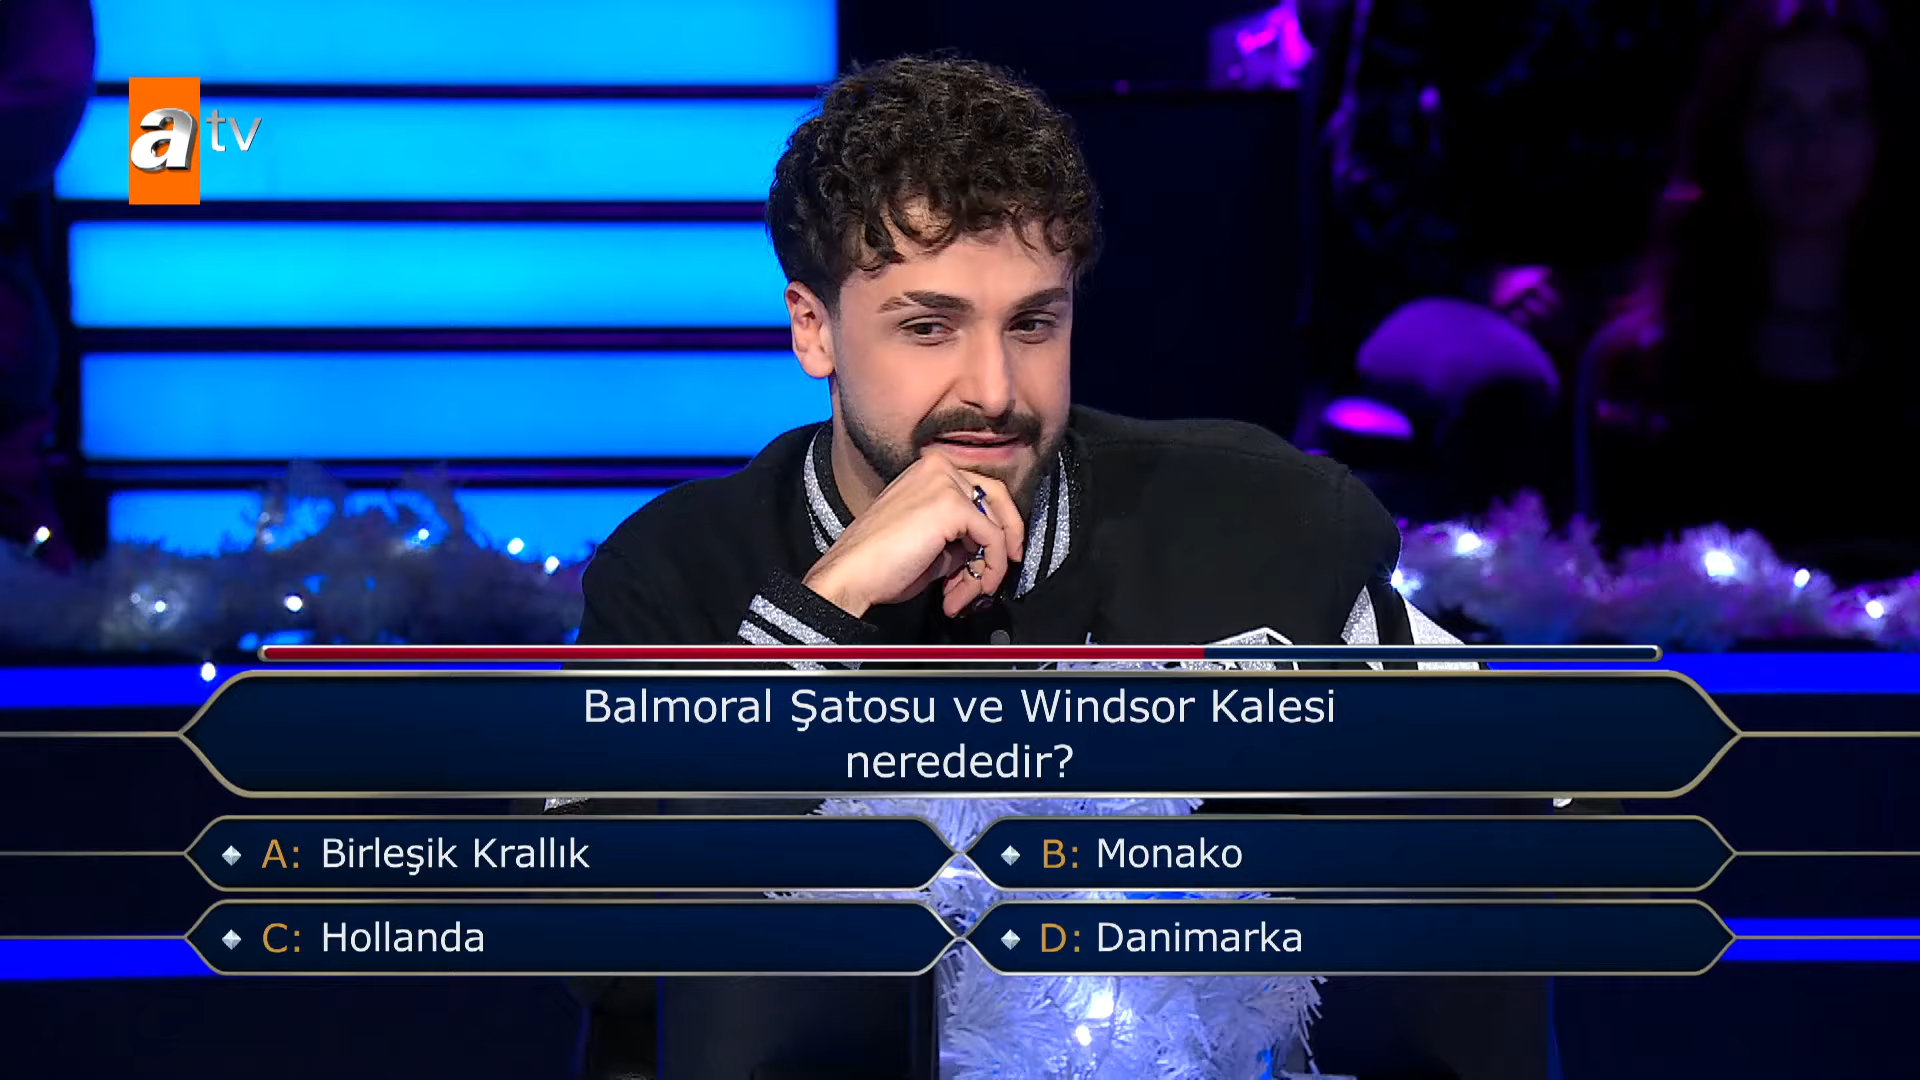 atv
Balmoral Şatosu ve Windsor Kalesi
nerededir?
A: Birleşik Krallık
B: Monako
C: Hollanda
D: Danimarka